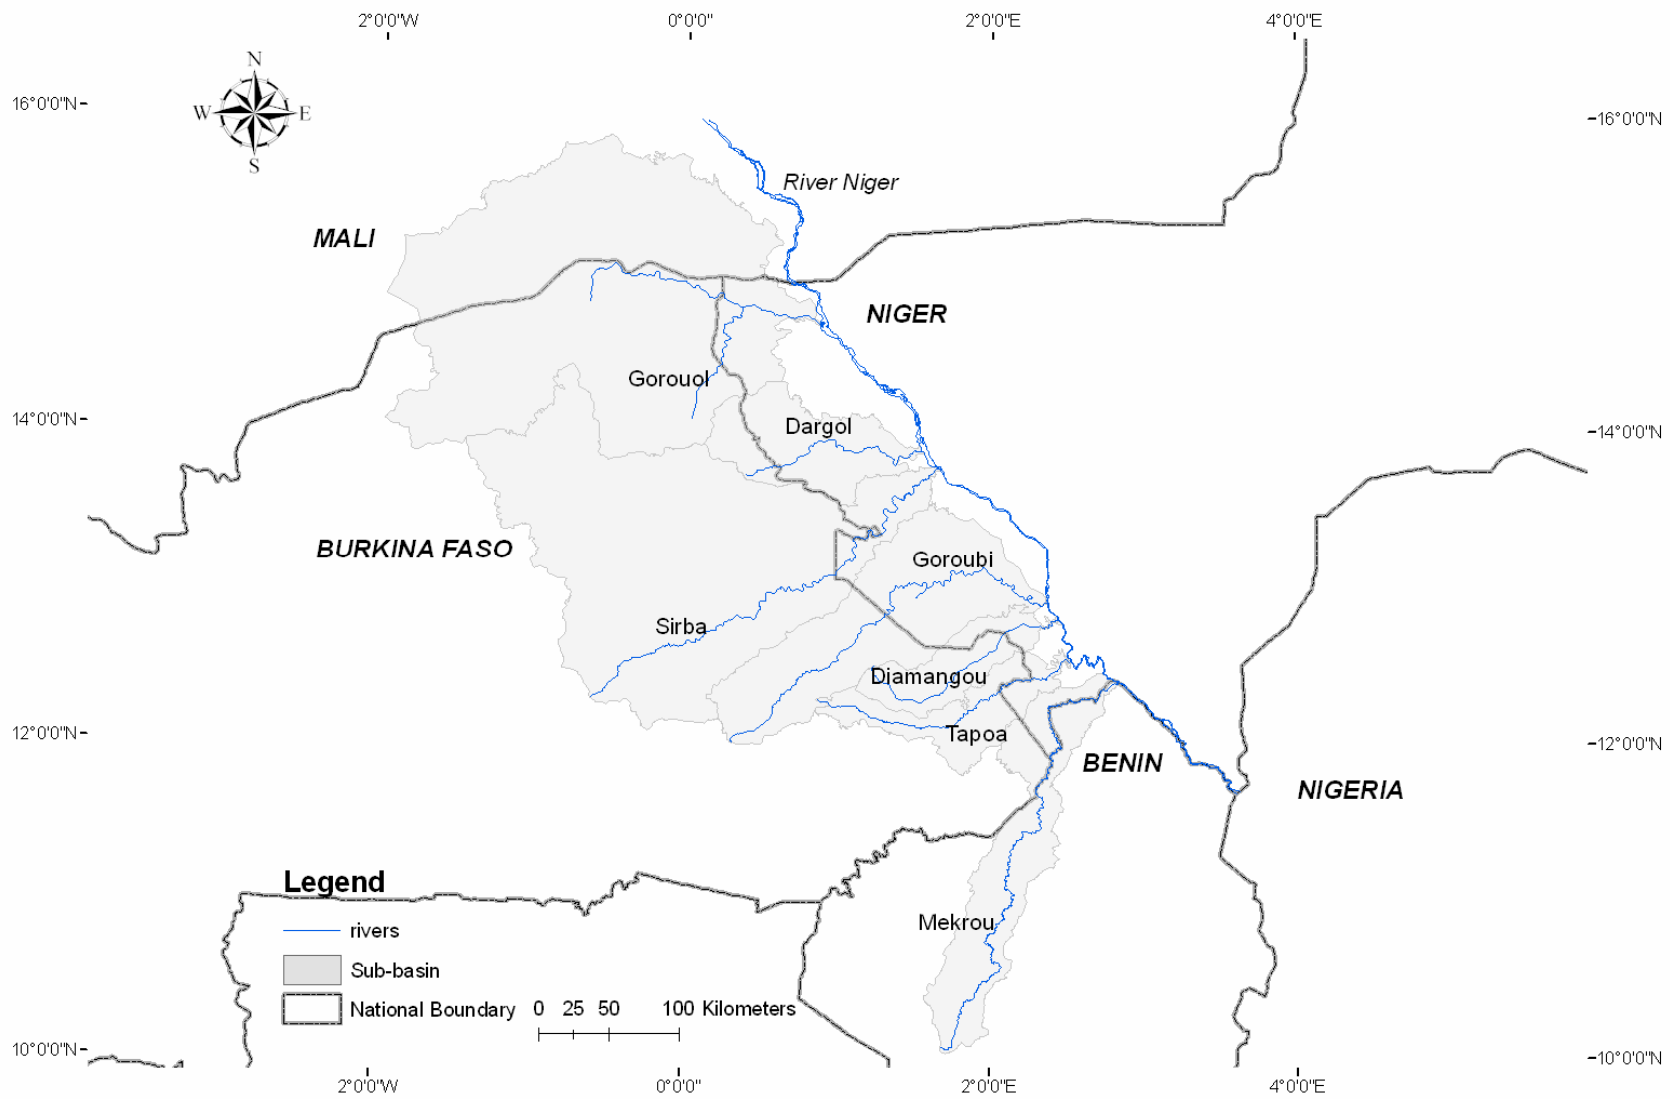 2°0'0"W 0°0'0" 2°0'0"E 4°0'0"E
N
W E
S
16°0'0"N
16°0'0"N
River Niger
MALI
NIGER
Gorouol
14°0'0"N
Dargol
14°0'0"N
BURKINA FASO
Goroubi
Sirba
Diamangou
12°0'0"N
Tapoa
12°0'0"N
BENIN
NIGERIA
Legend
Mekrou
rivers
Sub-basin
National Boundary
0 25 50 100 Kilometers
10°0'0"N
10°0'0"N
2°0'0"W 0°0'0" 2°0'0"E 4°0'0"E